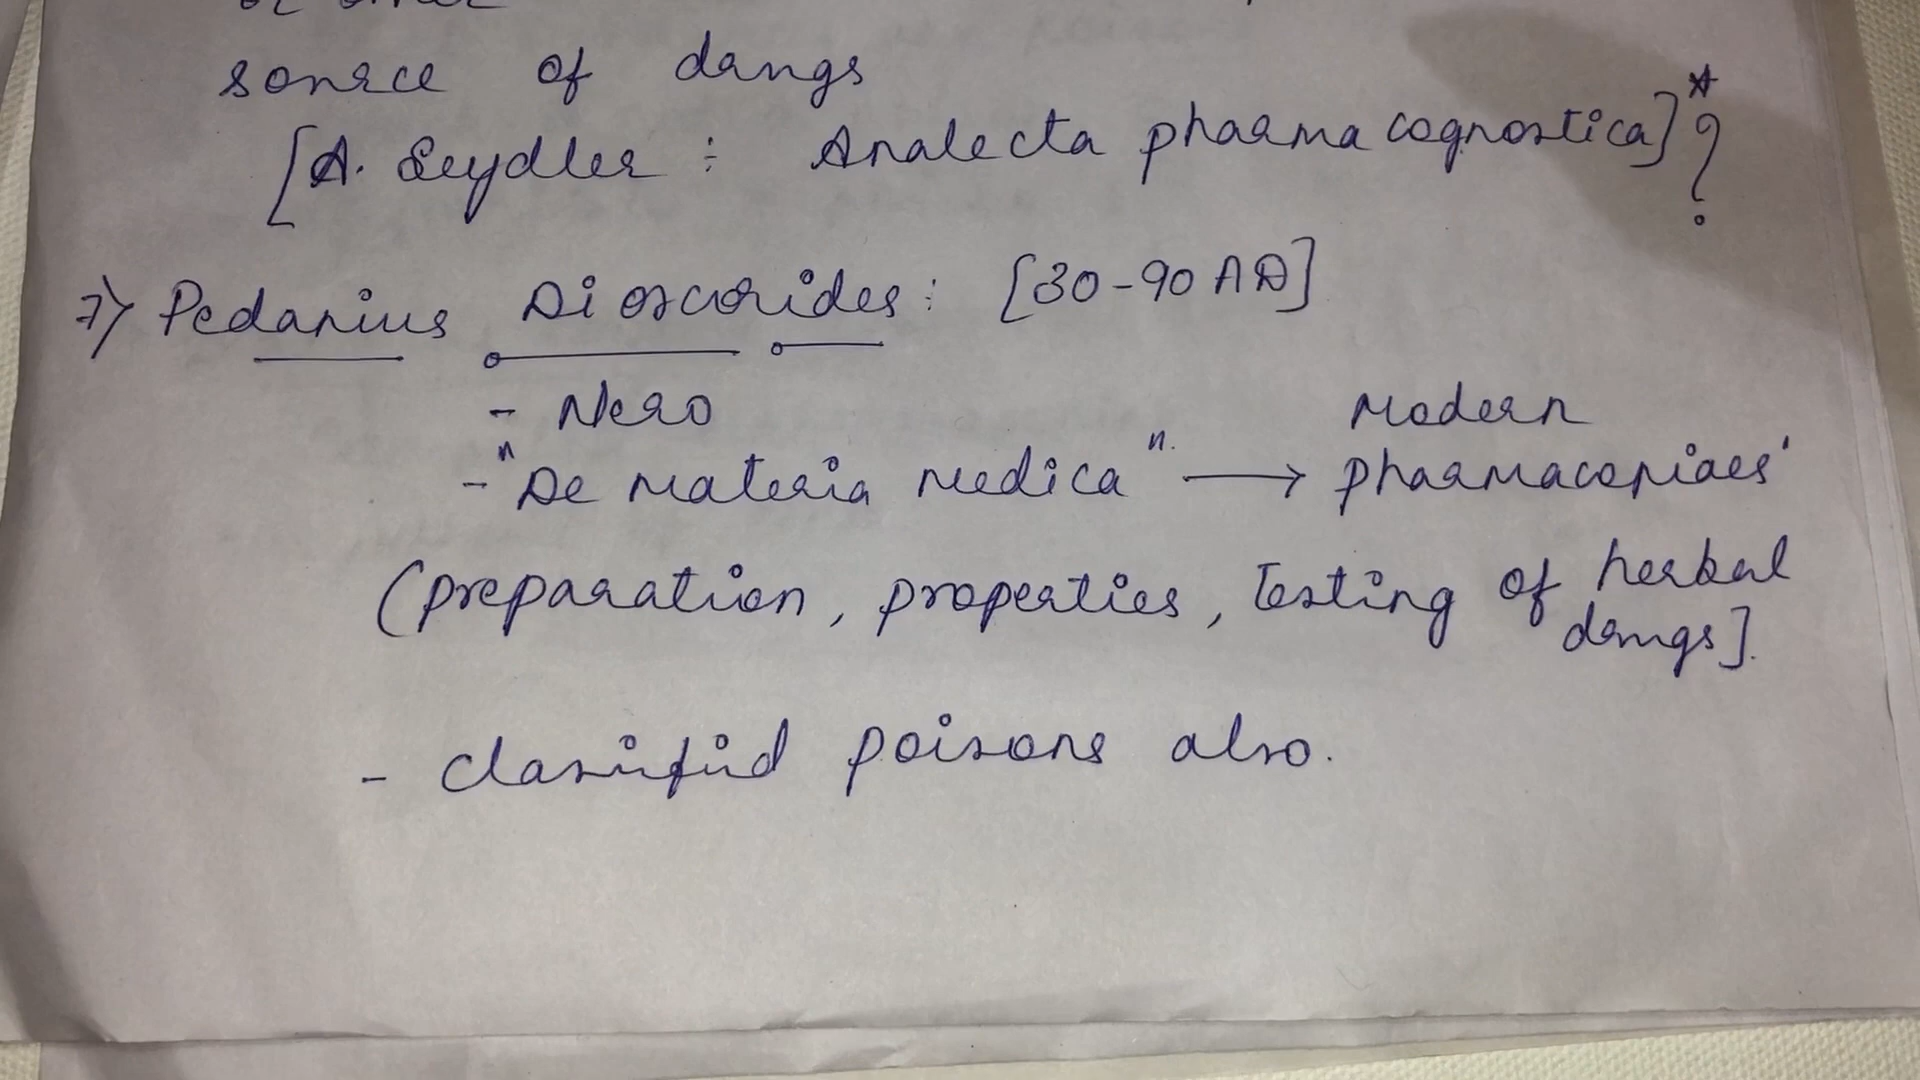 source of drugs
[A. Seydler : Analecta pharmacognostica]*?
7) Pedanius Dioscorides : [30-90 AD]
- Nero
- "De Materia Medica" → Modern pharmacopiaes'
(preparation, properties, Testing of herbal drugs].
- classified poisons also.